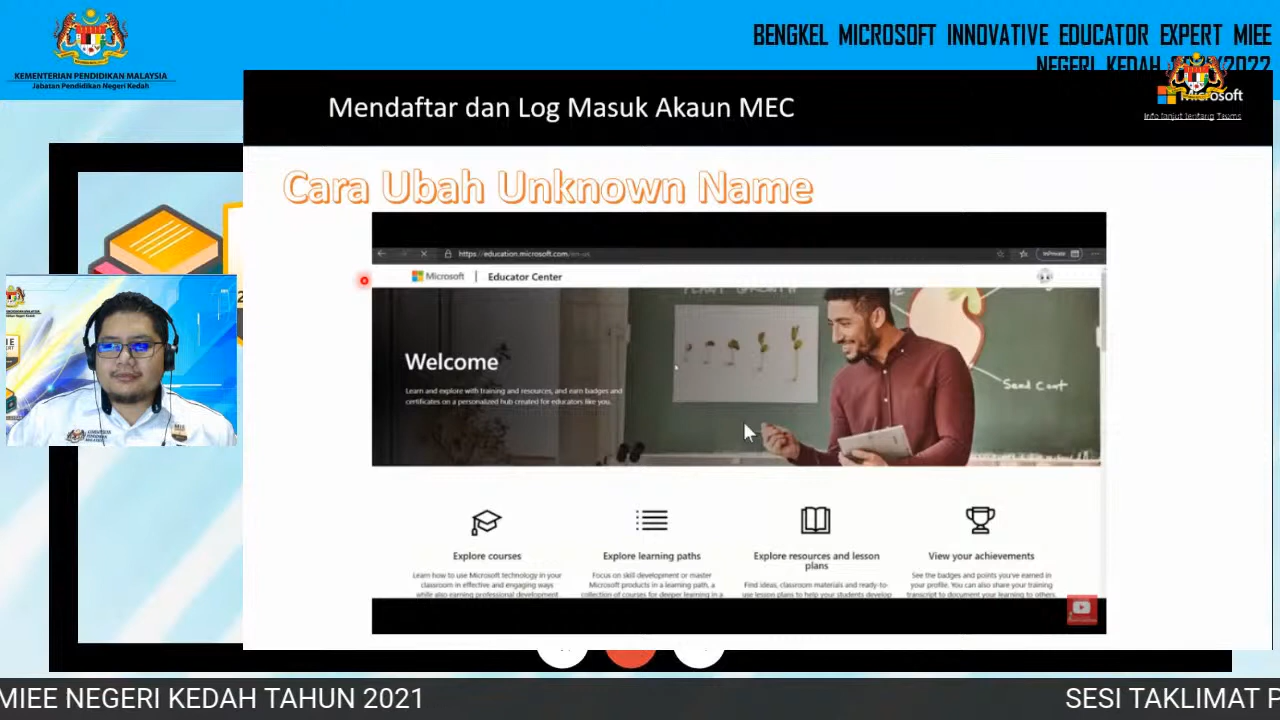 KEMENTERIAN PENDIDIKAN MALAYSIA
Jabatan Pendidikan Negeri Kedah
BENGKEL MICROSOFT INNOVATIVE EDUCATOR EXPERT MIEE
NEGERI KEDAH 2022
Microsoft
Info lanjut tentang Teams
Mendaftar dan Log Masuk Akaun MEC
Cara Ubah Unknown Name
https://education.microsoft.com/en-us
InPrivate
Microsoft | Educator Center
Seed Coat
Welcome
Learn and explore with training and resources, and earn badges and
certificates on a personalized hub created for educators like you.
Explore courses
Learn how to use Microsoft technology in your
classroom in effective and engaging ways
while also earning professional development
Explore learning paths
Focus on skill development or master
Microsoft products in a learning path, a
collection of courses for deeper learning in a
Explore resources and lesson
plans
Find ideas, classroom materials and ready-to-
use lesson plans to help your students develop
View your achievements
See the badges and points you've earned in
your profile. You can also share your training
transcript to document your learning to others.
MIEE NEGERI KEDAH TAHUN 2021
SESI TAKLIMAT P